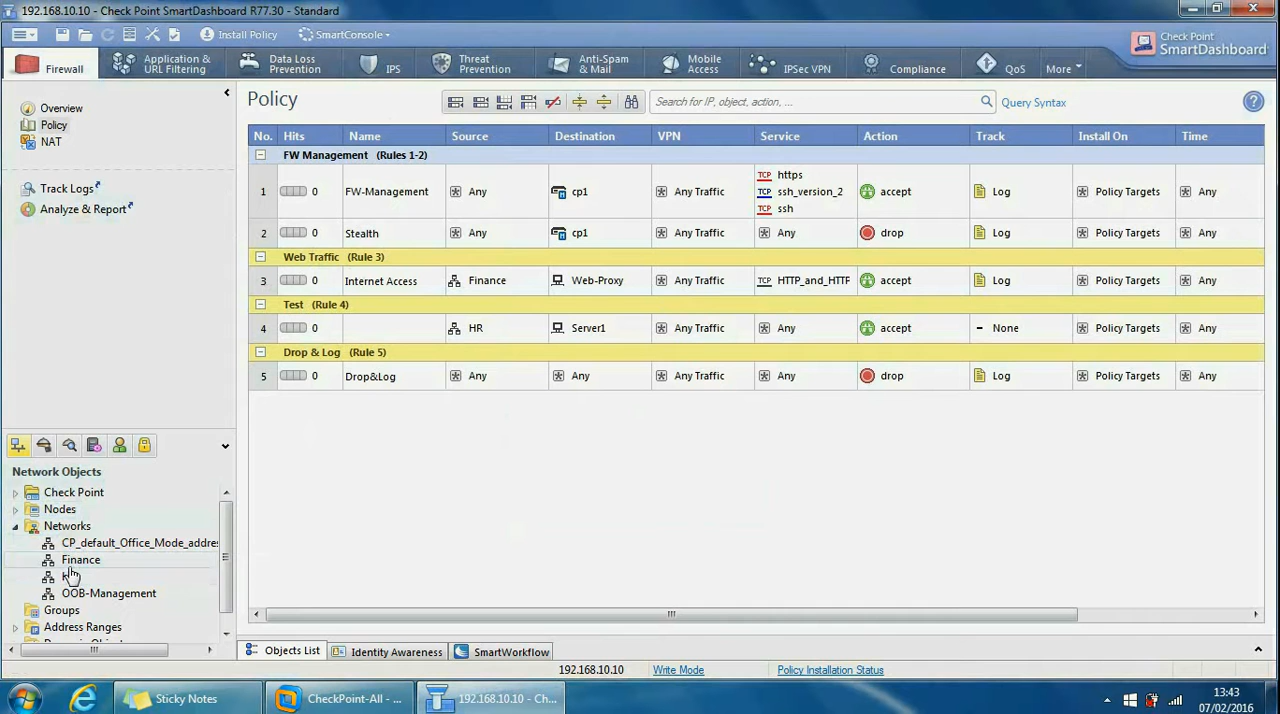 192.168.10.10 - Check Point SmartDashboard R77.30 - Standard
Install Policy SmartConsole
Check Point SmartDashboard
Firewall Application & URL Filtering Data Loss Prevention IPS Threat Prevention Anti-Spam & Mail Mobile Access IPSec VPN Compliance QoS More
Overview
Policy
NAT
Track Logs
Analyze & Report
Policy Search for IP, object, action, ... Query Syntax ?
No. Hits Name Source Destination VPN Service Action Track Install On Time
FW Management (Rules 1-2)
1 0 FW-Management Any cp1 Any Traffic TCP https TCP ssh_version_2 TCP ssh accept Log Policy Targets Any
2 0 Stealth Any cp1 Any Traffic Any drop Log Policy Targets Any
Web Traffic (Rule 3)
3 0 Internet Access Finance Web-Proxy Any Traffic TCP HTTP_and_HTTP accept Log Policy Targets Any
Test (Rule 4)
4 0 HR Server1 Any Traffic Any accept None Policy Targets Any
Drop & Log (Rule 5)
5 0 Drop&Log Any Any Any Traffic Any drop Log Policy Targets Any
Network Objects
Check Point
Nodes
Networks
CP_default_Office_Mode_addres
Finance
OOB-Management
Groups
Address Ranges
Objects List Identity Awareness SmartWorkflow
192.168.10.10 Write Mode Policy Installation Status
Sticky Notes CheckPoint-All - ... 192.168.10.10 - Ch...
13:43
07/02/2016